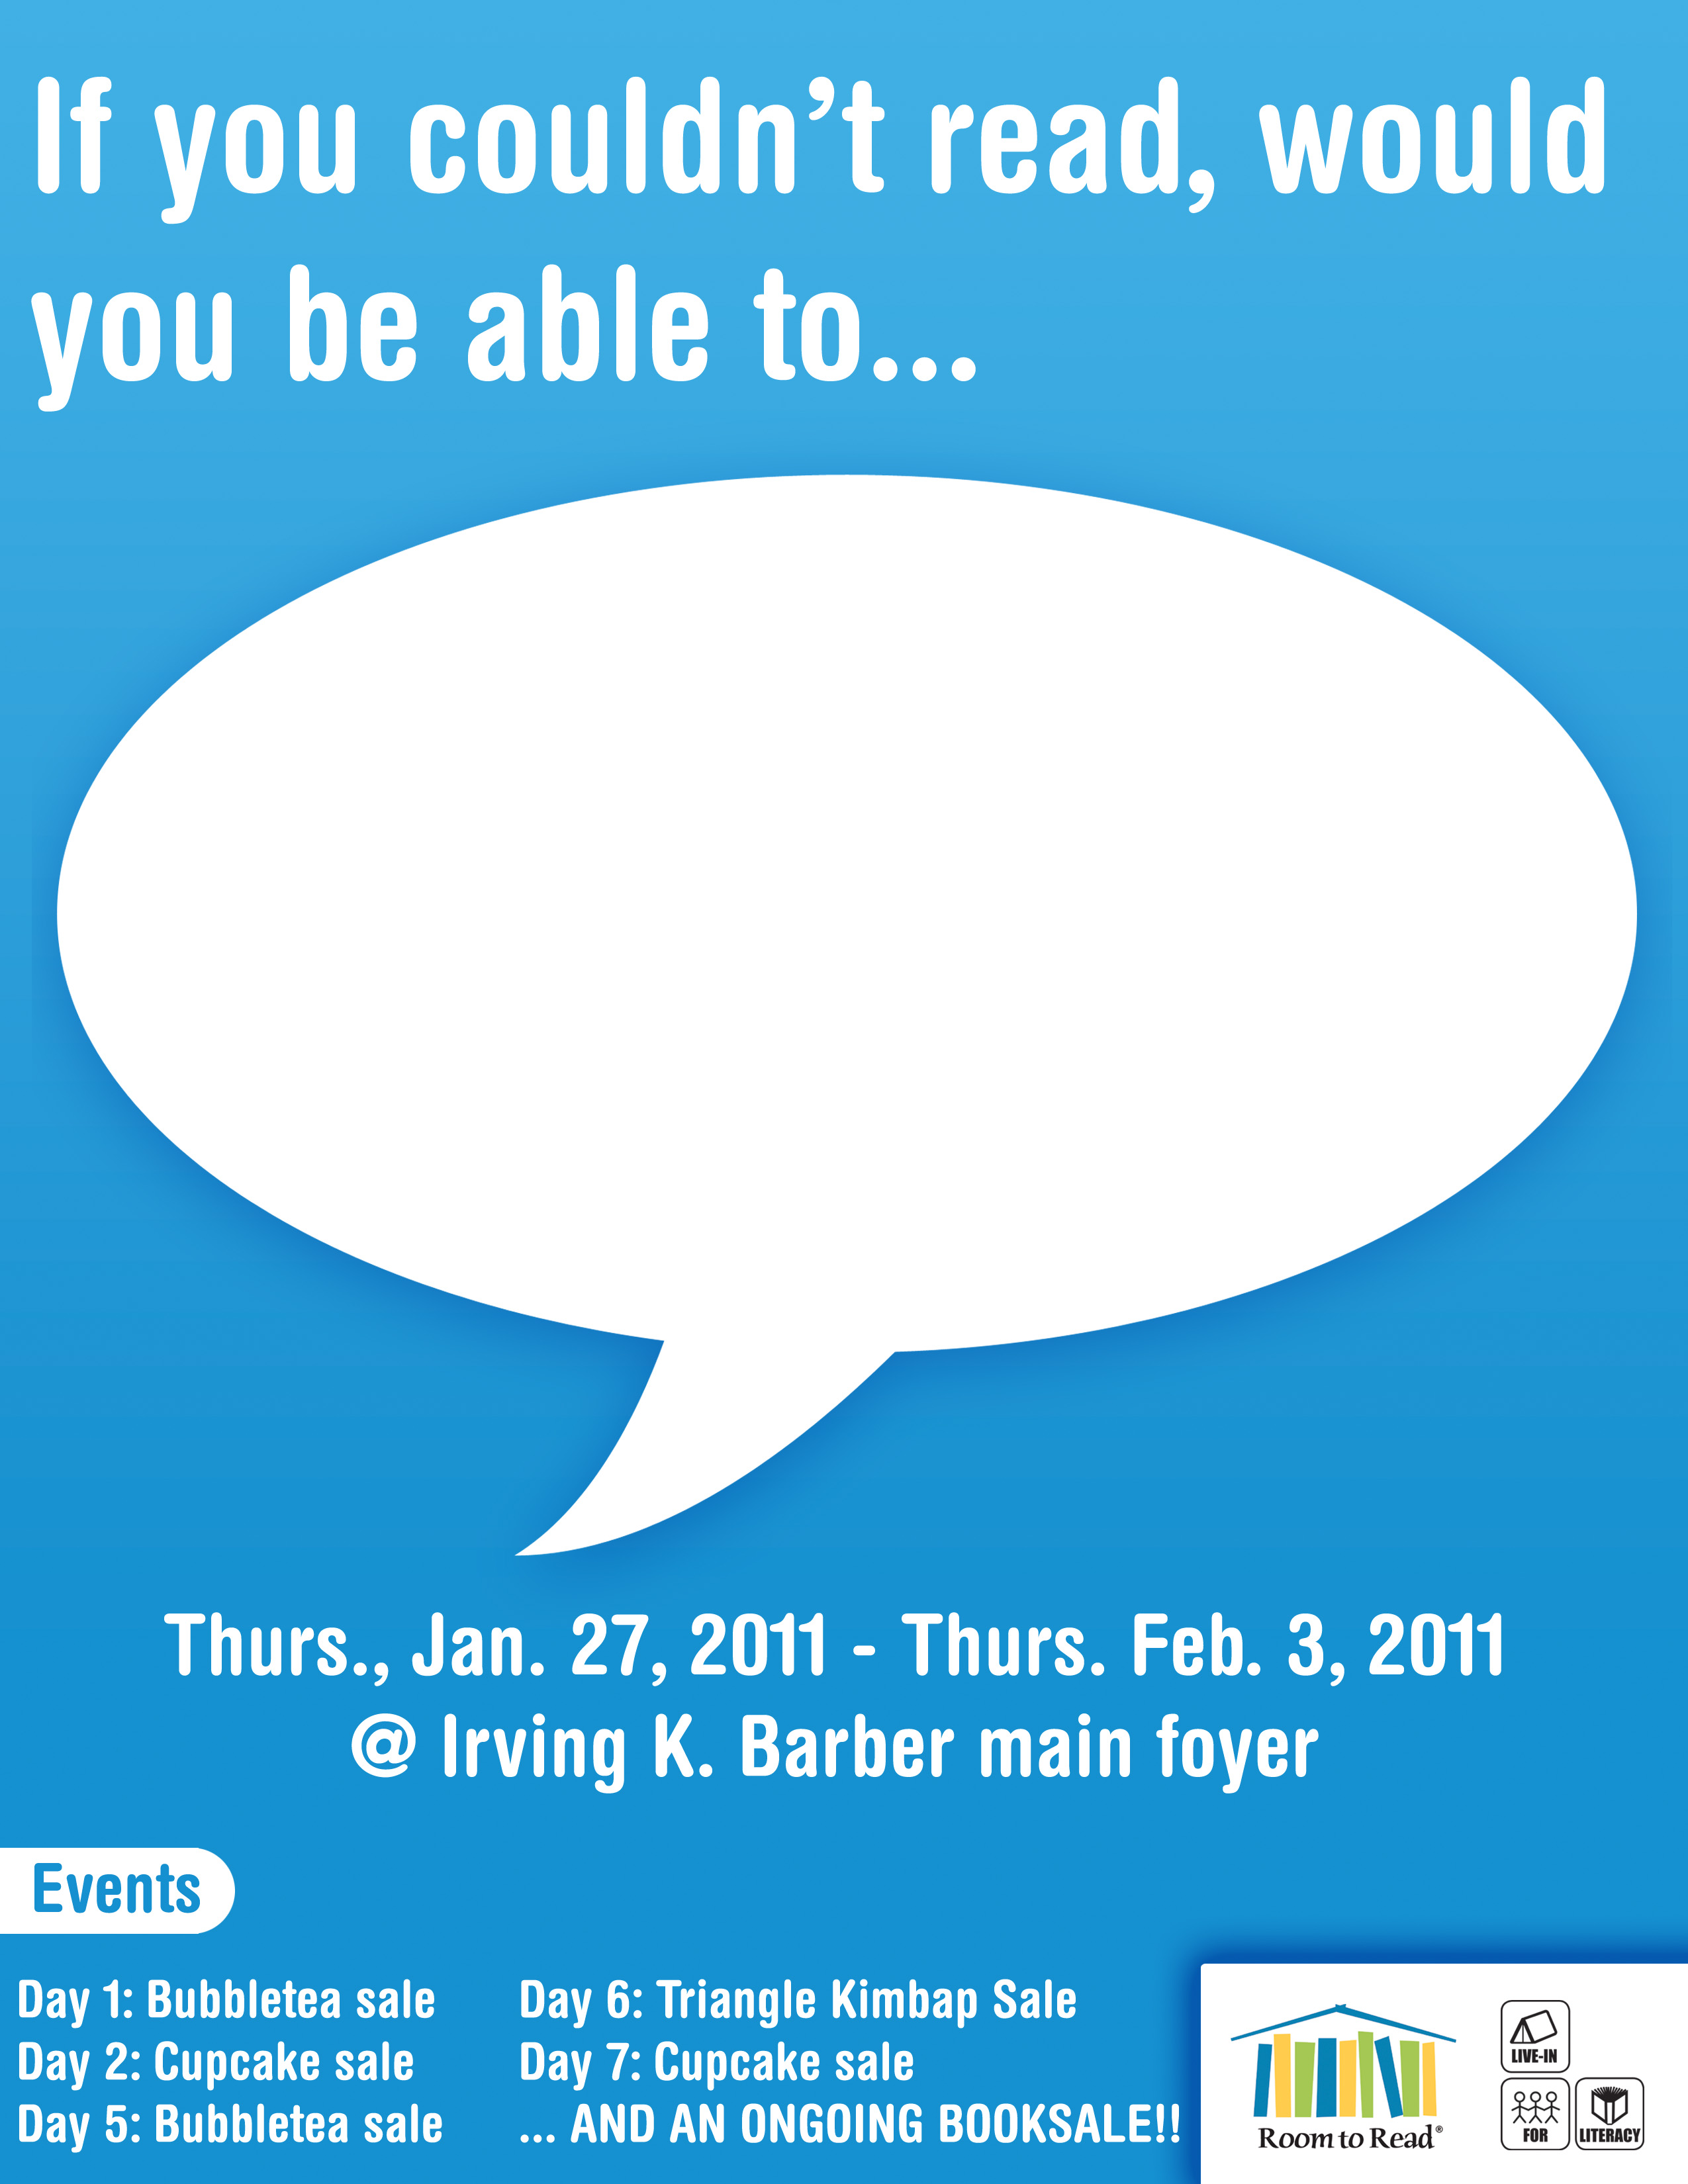 If you couldn’t read, would
you be able to...
Thurs., Jan. 27, 2011 - Thurs. Feb. 3, 2011
@ Irving K. Barber main foyer
Events
Day 1: Bubbletea sale
Day 2: Cupcake sale
Day 5: Bubbletea sale
Day 6: Triangle Kimbap Sale
Day 7: Cupcake sale
... AND AN ONGOING BOOKSALE!!
Room to Read®
LIVE-IN
FOR LITERACY